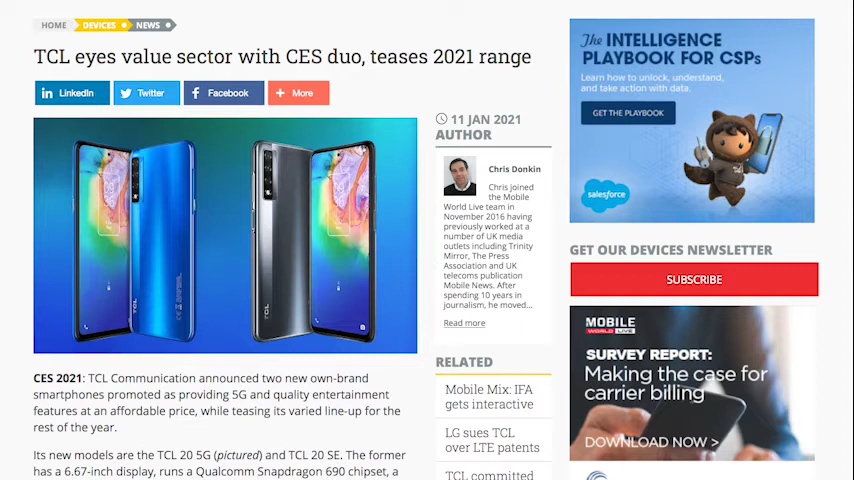 HOME DEVICES NEWS
TCL eyes value sector with CES duo, teases 2021 range
in LinkedIn Twitter f Facebook + More
TCL
TCL
CES 2021: TCL Communication announced two new own-brand
smartphones promoted as providing 5G and quality entertainment
features at an affordable price, while teasing its varied line-up for the
rest of the year.
Its new models are the TCL 20 5G (pictured) and TCL 20 SE. The former
has a 6.67-inch display, runs a Qualcomm Snapdragon 690 chipset, a
11 JAN 2021
AUTHOR
Chris Donkin
Chris joined
the Mobile
World Live team in
November 2016 having
previously worked at a
number of UK media
outlets including Trinity
Mirror, The Press
Association and UK
telecoms publication
Mobile News. After
spending 10 years in
journalism, he moved...
Read more
RELATED
Mobile Mix: IFA
gets interactive
LG sues TCL
over LTE patents
TCL committed
The INTELLIGENCE
PLAYBOOK FOR CSPs
Learn how to unlock, understand,
and take action with data.
GET THE PLAYBOOK
salesforce
GET OUR DEVICES NEWSLETTER
SUBSCRIBE
MOBILE
WORLD LIVE
SURVEY REPORT:
Making the case for
carrier billing
DOWNLOAD NOW >